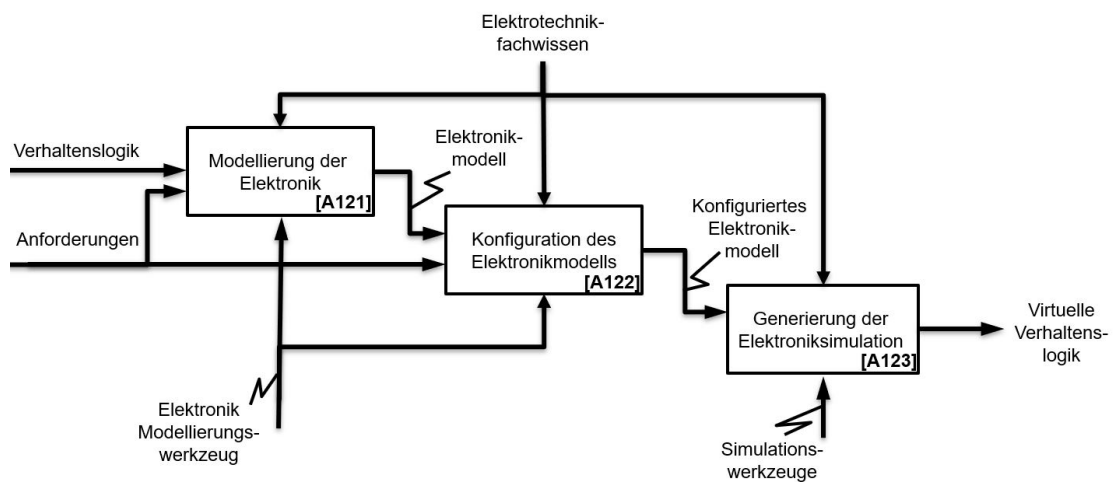 Elektrotechnik-
fachwissen
Verhaltenslogik
Modellierung der
Elektronik
[A121]
Elektronik-
modell
Anforderungen
Konfiguration des
Elektronikmodells
[A122]
Konfiguriertes
Elektronik-
modell
Generierung der
Elektroniksimulation
[A123]
Virtuelle
Verhaltens-
logik
Elektronik
Modellierungs-
werkzeug
Simulations-
werkzeuge